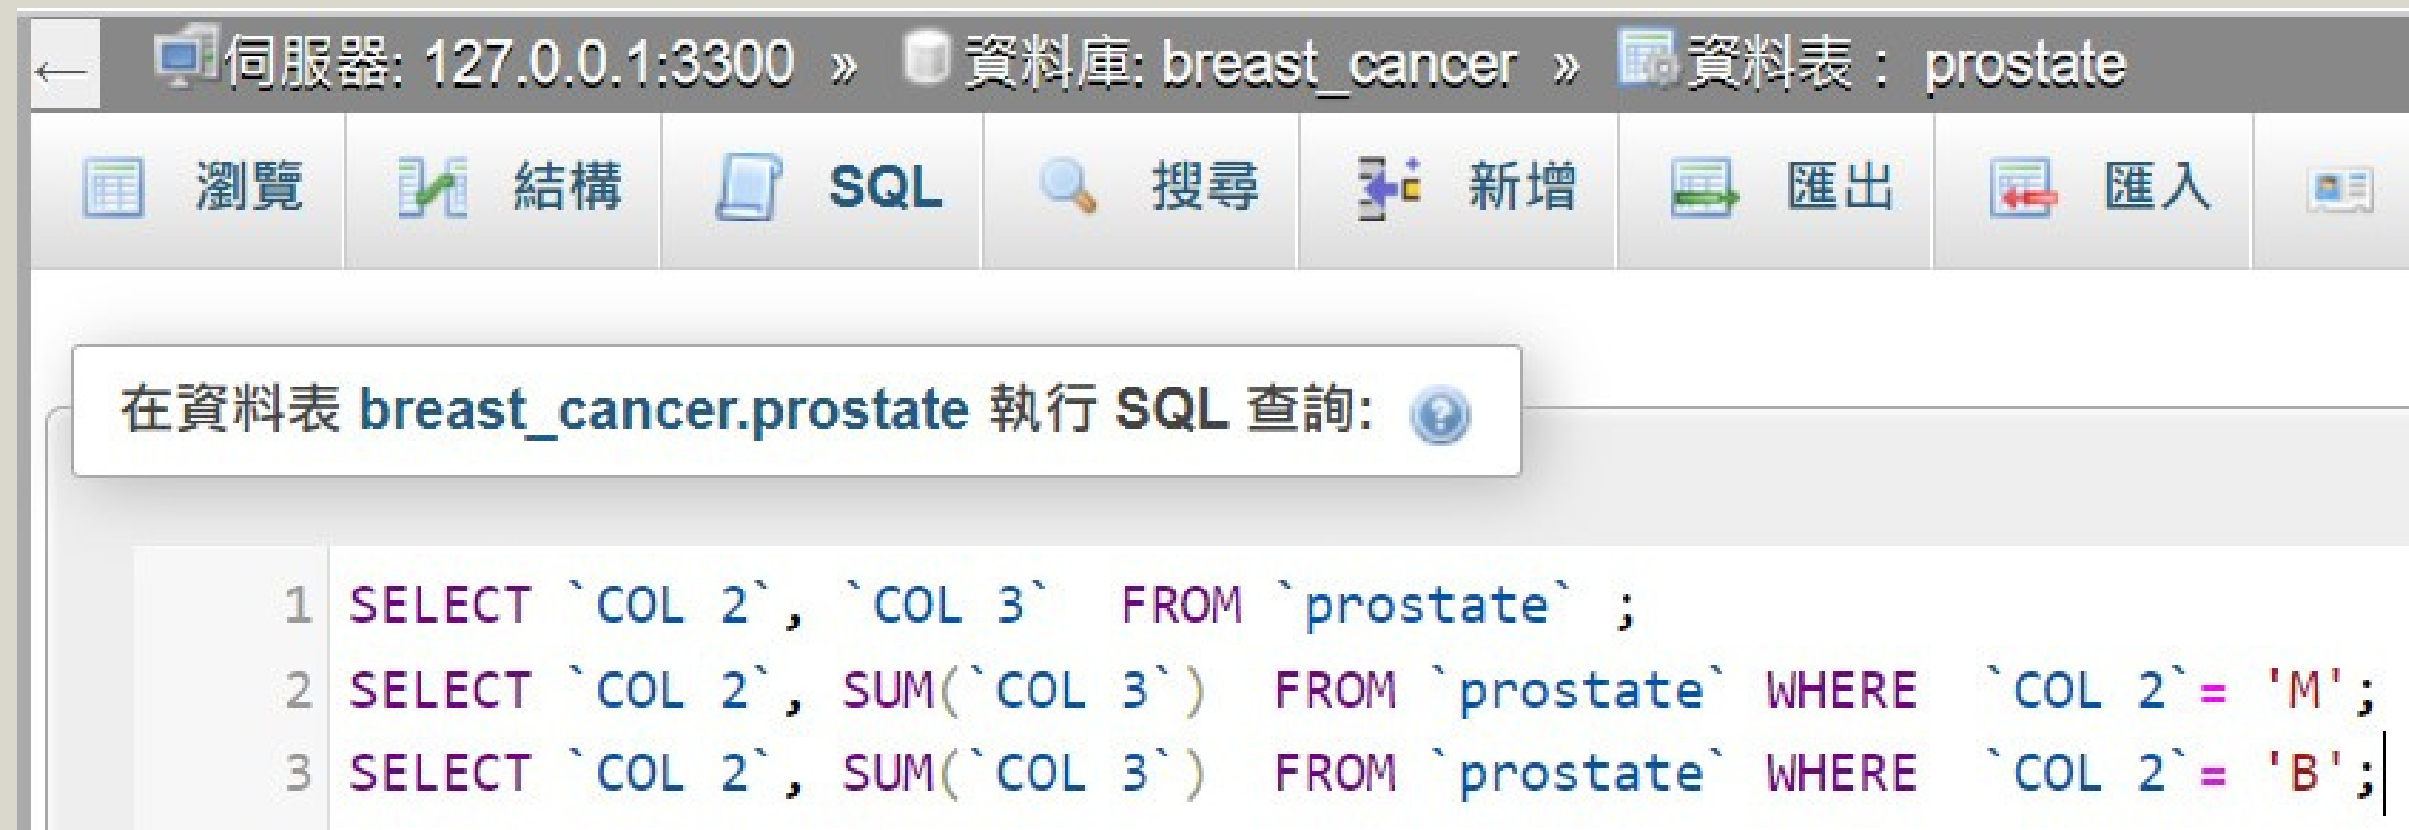 ← 伺服器: 127.0.0.1:3300 » 資料庫: breast_cancer » 資料表： prostate
瀏覽 結構 SQL 搜尋 新增 匯出 匯入
在資料表 breast_cancer.prostate 執行 SQL 查詢:
1 SELECT `COL 2`, `COL 3`  FROM `prostate` ;
2 SELECT `COL 2`, SUM(`COL 3`)  FROM `prostate` WHERE  `COL 2`= 'M';
3 SELECT `COL 2`, SUM(`COL 3`)  FROM `prostate` WHERE  `COL 2`= 'B';